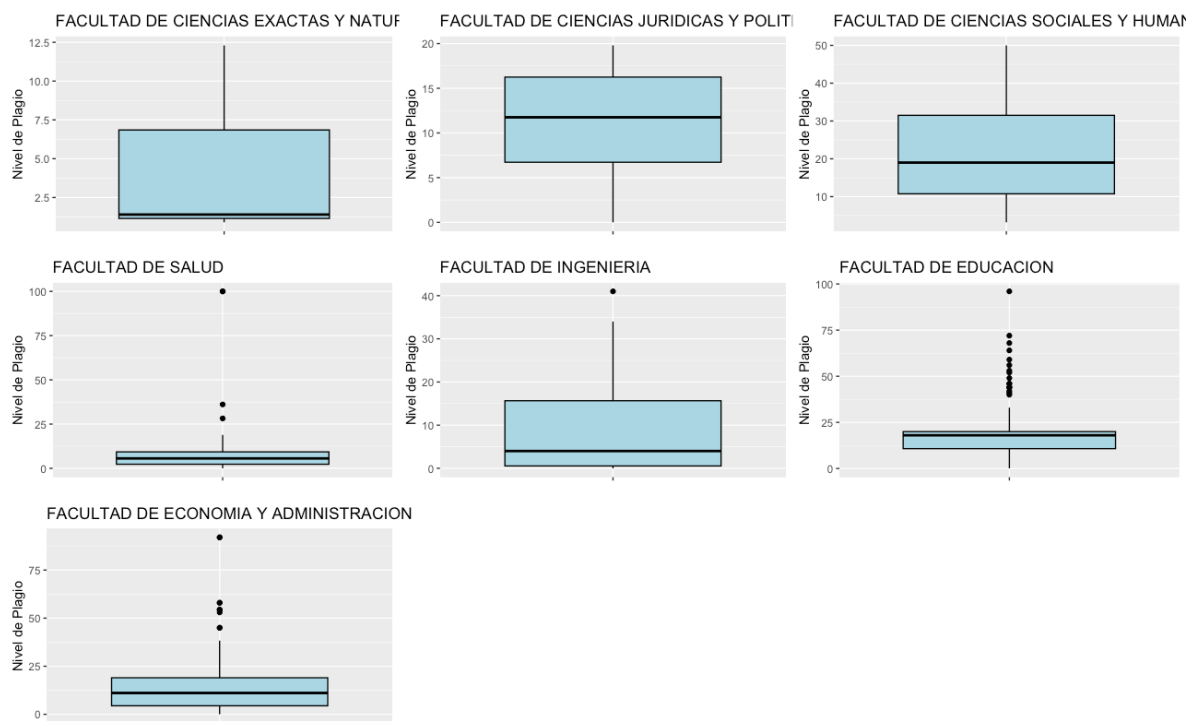 FACULTAD DE CIENCIAS EXACTAS Y NATUR
Nivel de Plagio
12.5
10.0
7.5
5.0
2.5
FACULTAD DE CIENCIAS JURIDICAS Y POLITI
Nivel de Plagio
20
15
10
5
0
FACULTAD DE CIENCIAS SOCIALES Y HUMAN
Nivel de Plagio
50
40
30
20
10
FACULTAD DE SALUD
Nivel de Plagio
100
75
50
25
0
FACULTAD DE INGENIERIA
Nivel de Plagio
40
30
20
10
0
FACULTAD DE EDUCACION
Nivel de Plagio
100
75
50
25
0
FACULTAD DE ECONOMIA Y ADMINISTRACION
Nivel de Plagio
75
50
25
0